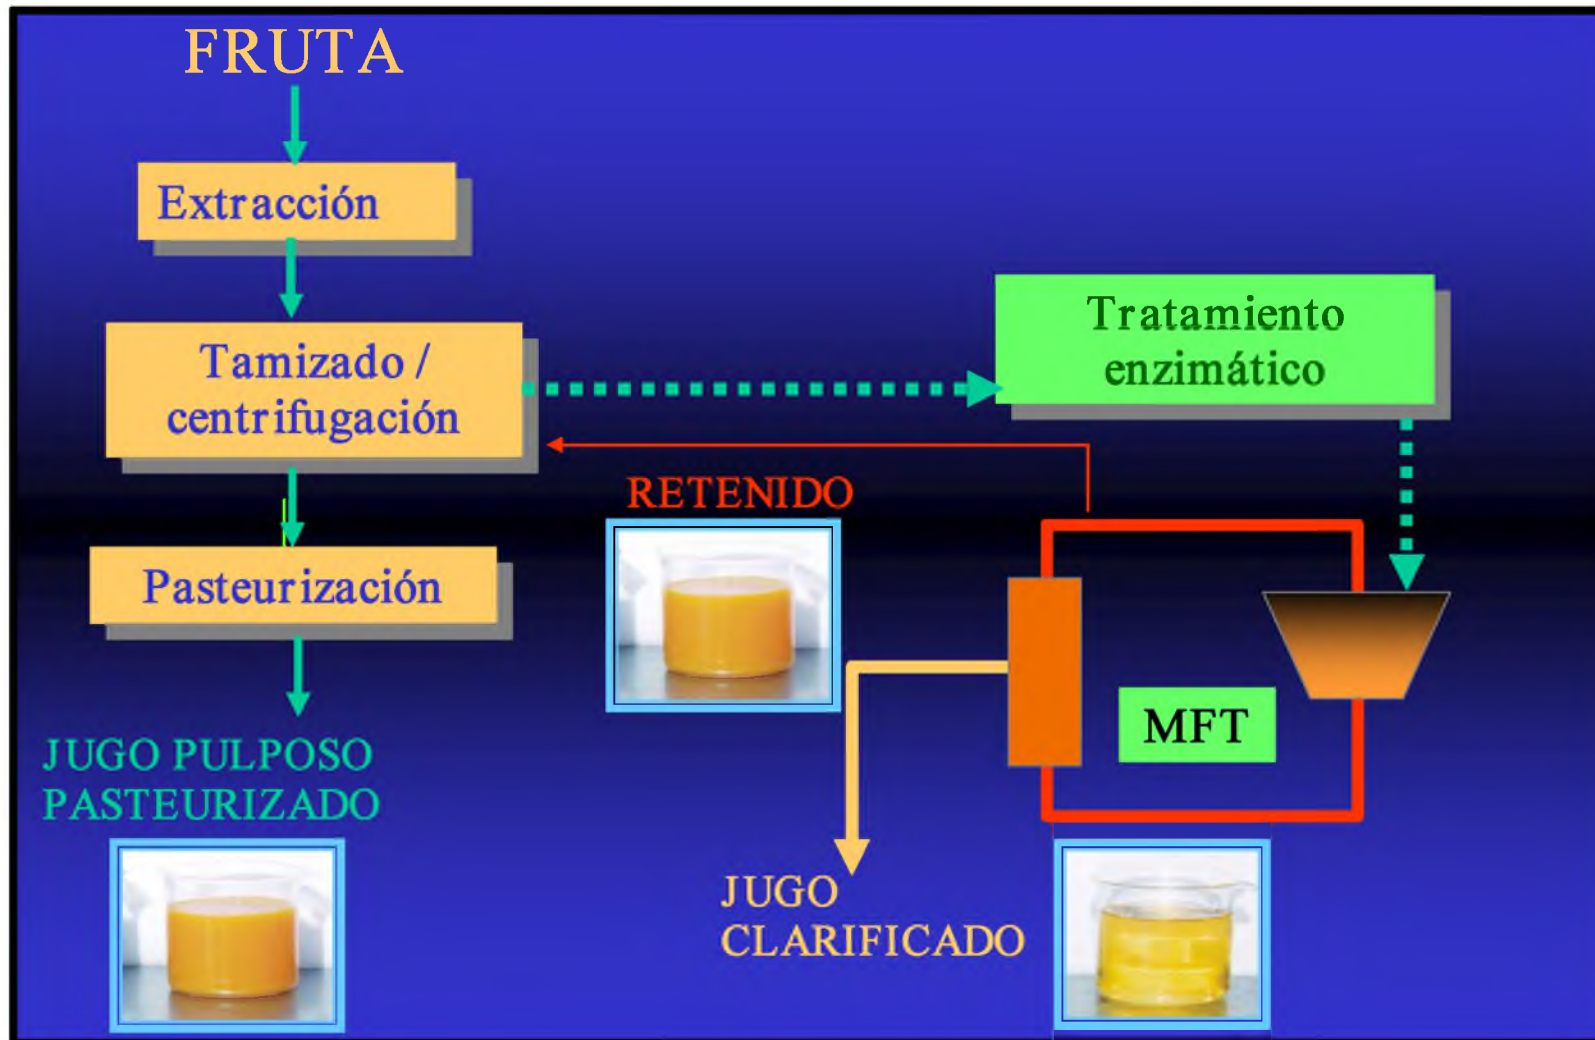 FRUTA
Extracción
Tamizado /
centrifugación
Pasteurización
JUGO PULPOSO
PASTEURIZADO
Tratamiento
enzimático
RETENIDO
MFT
JUGO
CLARIFICADO